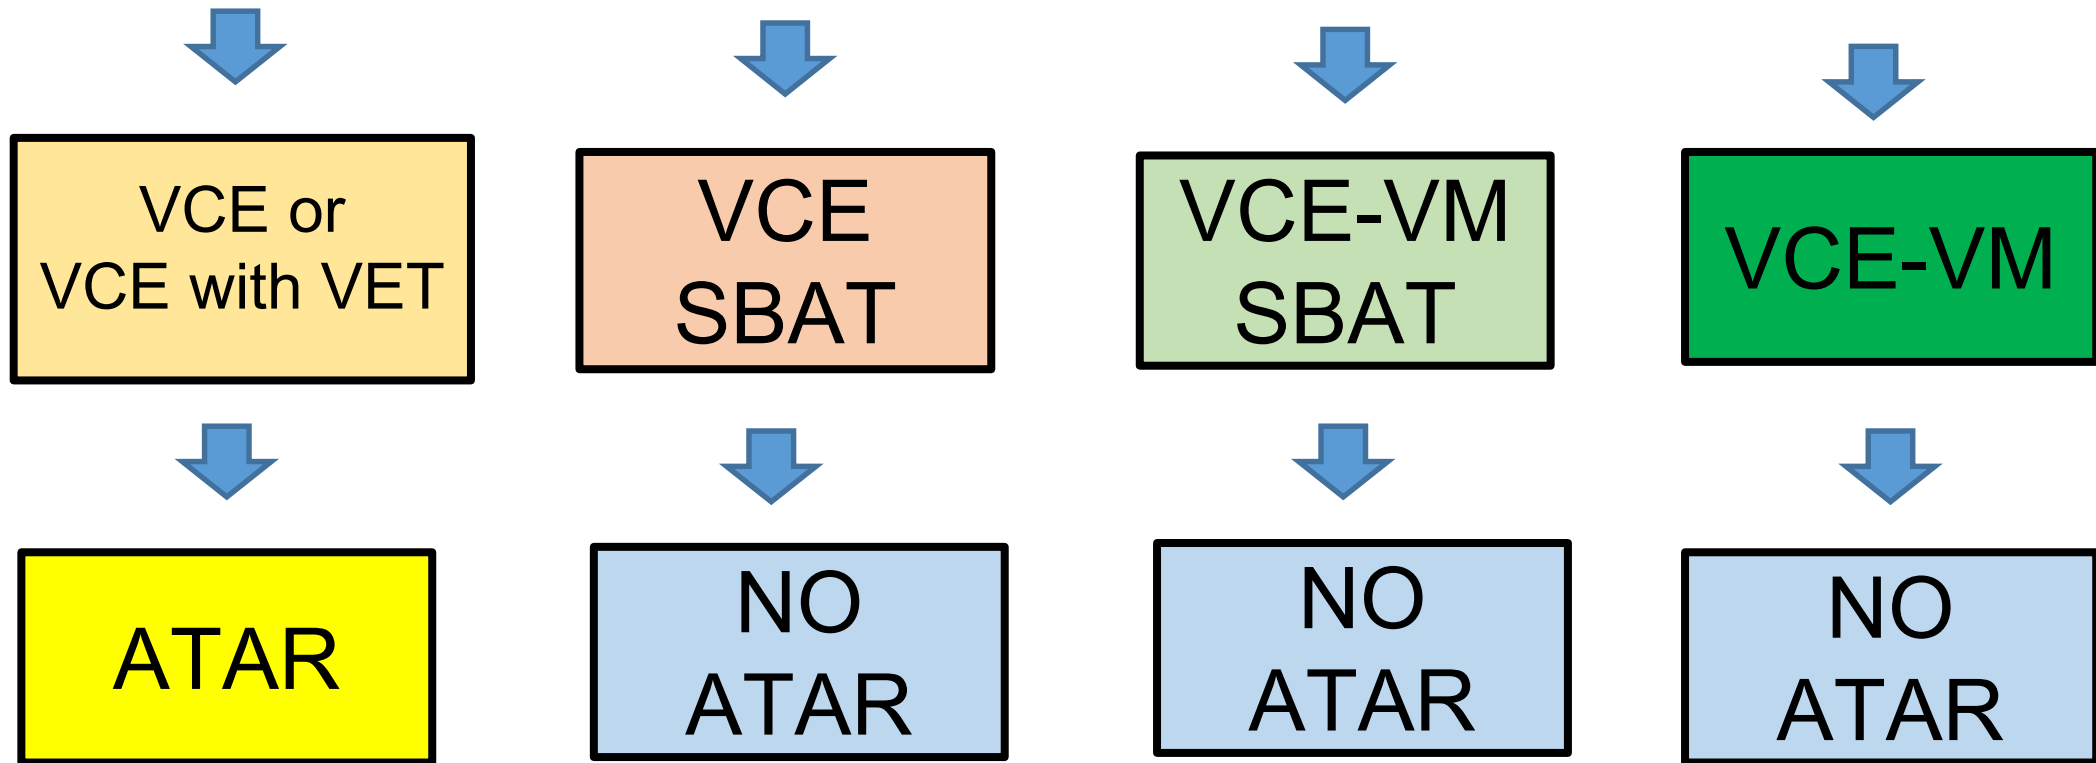 VCE or
VCE with VET
VCE
SBAT
VCE-VM
SBAT
VCE-VM
ATAR
NO
ATAR
NO
ATAR
NO
ATAR